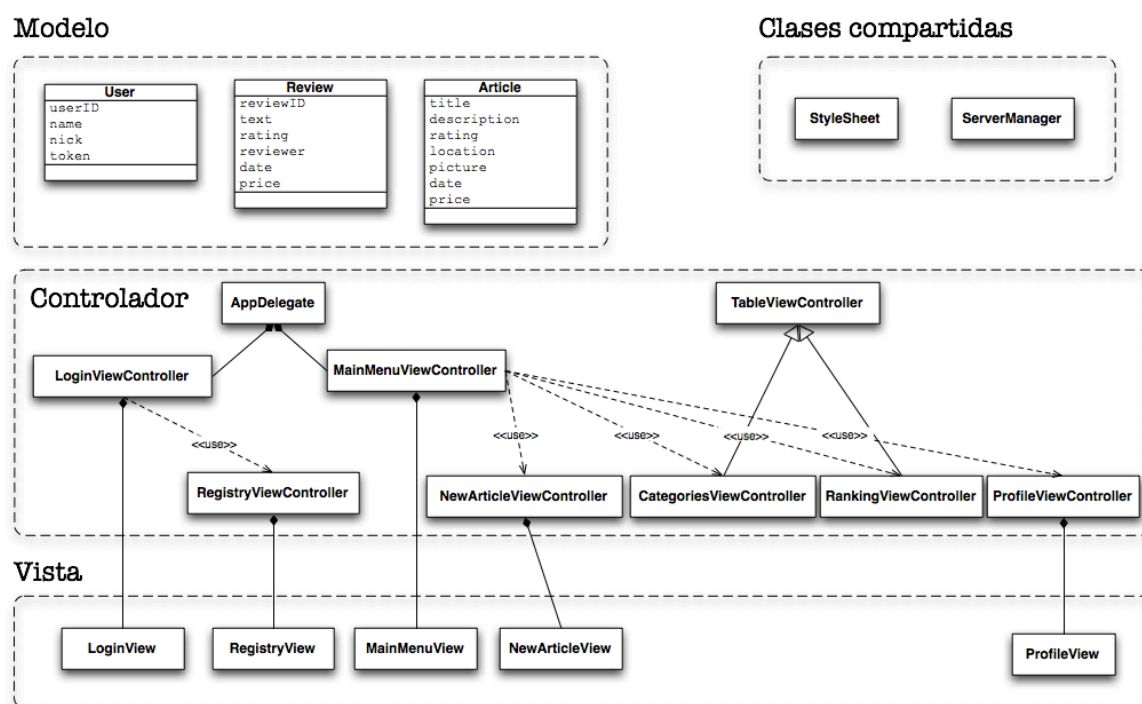 Modelo
Clases compartidas
User
userID
name
nick
token
Review
reviewID
text
rating
reviewer
date
price
Article
title
description
rating
location
picture
date
price
StyleSheet
ServerManager
Controlador
AppDelegate
TableViewController
LoginViewController
MainMenuViewController
<<use>>
<<use>>
<<use>>
<<use>>
RegistryViewController
NewArticleViewController
CategoriesViewController
RankingViewController
ProfileViewController
Vista
LoginView
RegistryView
MainMenuView
NewArticleView
ProfileView